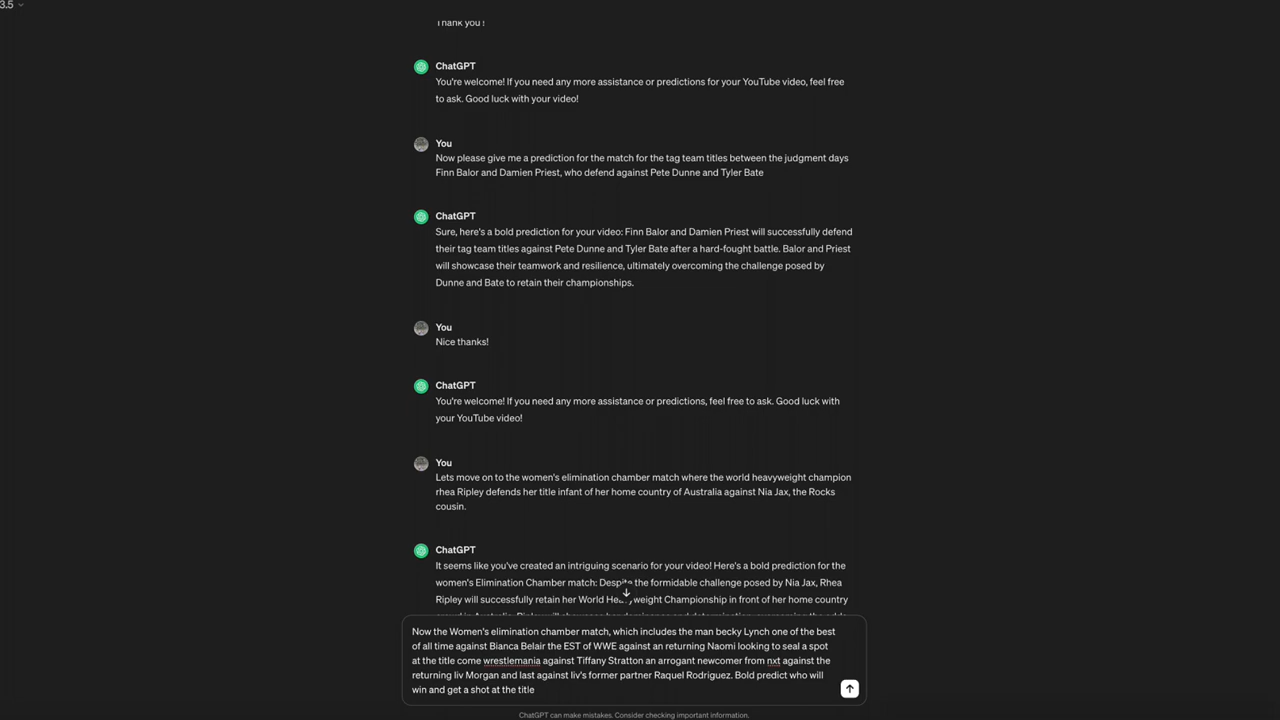 3.5
Thank you !
ChatGPT
You're welcome! If you need any more assistance or predictions for your YouTube video, feel free
to ask. Good luck with your video!
You
Now please give me a prediction for the match for the tag team titles between the judgment days
Finn Balor and Damien Priest, who defend against Pete Dunne and Tyler Bate
ChatGPT
Sure, here's a bold prediction for your video: Finn Balor and Damien Priest will successfully defend
their tag team titles against Pete Dunne and Tyler Bate after a hard-fought battle. Balor and Priest
will showcase their teamwork and resilience, ultimately overcoming the challenge posed by
Dunne and Bate to retain their championships.
You
Nice thanks!
ChatGPT
You're welcome! If you need any more assistance or predictions, feel free to ask. Good luck with
your YouTube video!
You
Lets move on to the women's elimination chamber match where the world heavyweight champion
rhea Ripley defends her title infant of her home country of Australia against Nia Jax, the Rocks
cousin.
ChatGPT
It seems like you've created an intriguing scenario for your video! Here's a bold prediction for the
women's Elimination Chamber match: Despite the formidable challenge posed by Nia Jax, Rhea
Ripley will successfully retain her World Heavyweight Championship in front of her home country
Now the Women's elimination chamber match, which includes the man becky Lynch one of the best
of all time against Bianca Belair the EST of WWE against an returning Naomi looking to seal a spot
at the title come wrestlemania against Tiffany Stratton an arrogant newcomer from nxt against the
returning liv Morgan and last against liv's former partner Raquel Rodriguez. Bold predict who will
win and get a shot at the title
ChatGPT can make mistakes. Consider checking important information.